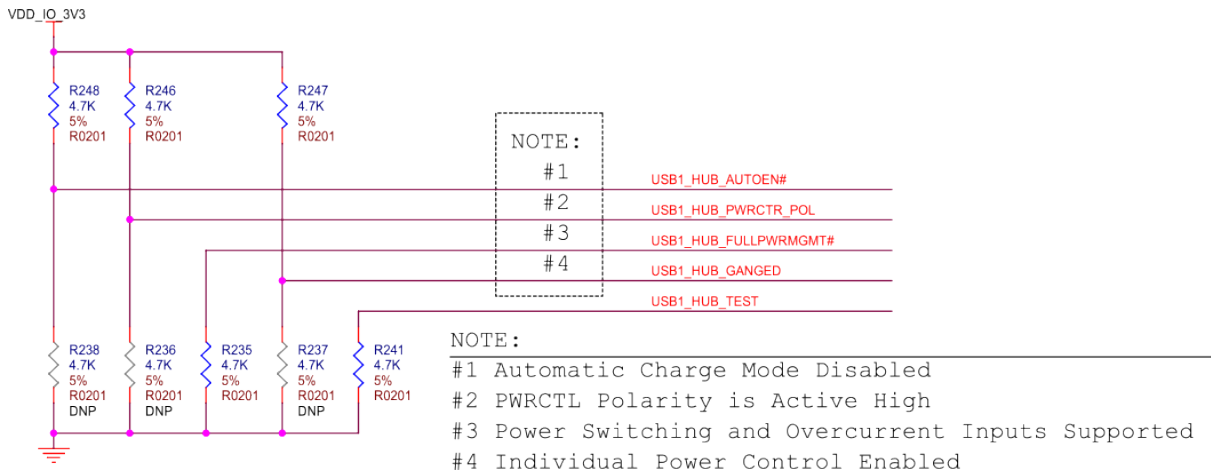 VDD_IO_3V3
R248
4.7K
5%
R0201
R246
4.7K
5%
R0201
R247
4.7K
5%
R0201
NOTE:
#1
#2
#3
#4
USB1_HUB_AUTOEN#
USB1_HUB_PWRCTR_POL
USB1_HUB_FULLPWRMGMT#
USB1_HUB_GANGED
USB1_HUB_TEST
R238
4.7K
5%
R0201
DNP
R236
4.7K
5%
R0201
DNP
R235
4.7K
5%
R0201
R237
4.7K
5%
R0201
DNP
R241
4.7K
5%
R0201
NOTE:
#1 Automatic Charge Mode Disabled
#2 PWRCTL Polarity is Active High
#3 Power Switching and Overcurrent Inputs Supported
#4 Individual Power Control Enabled